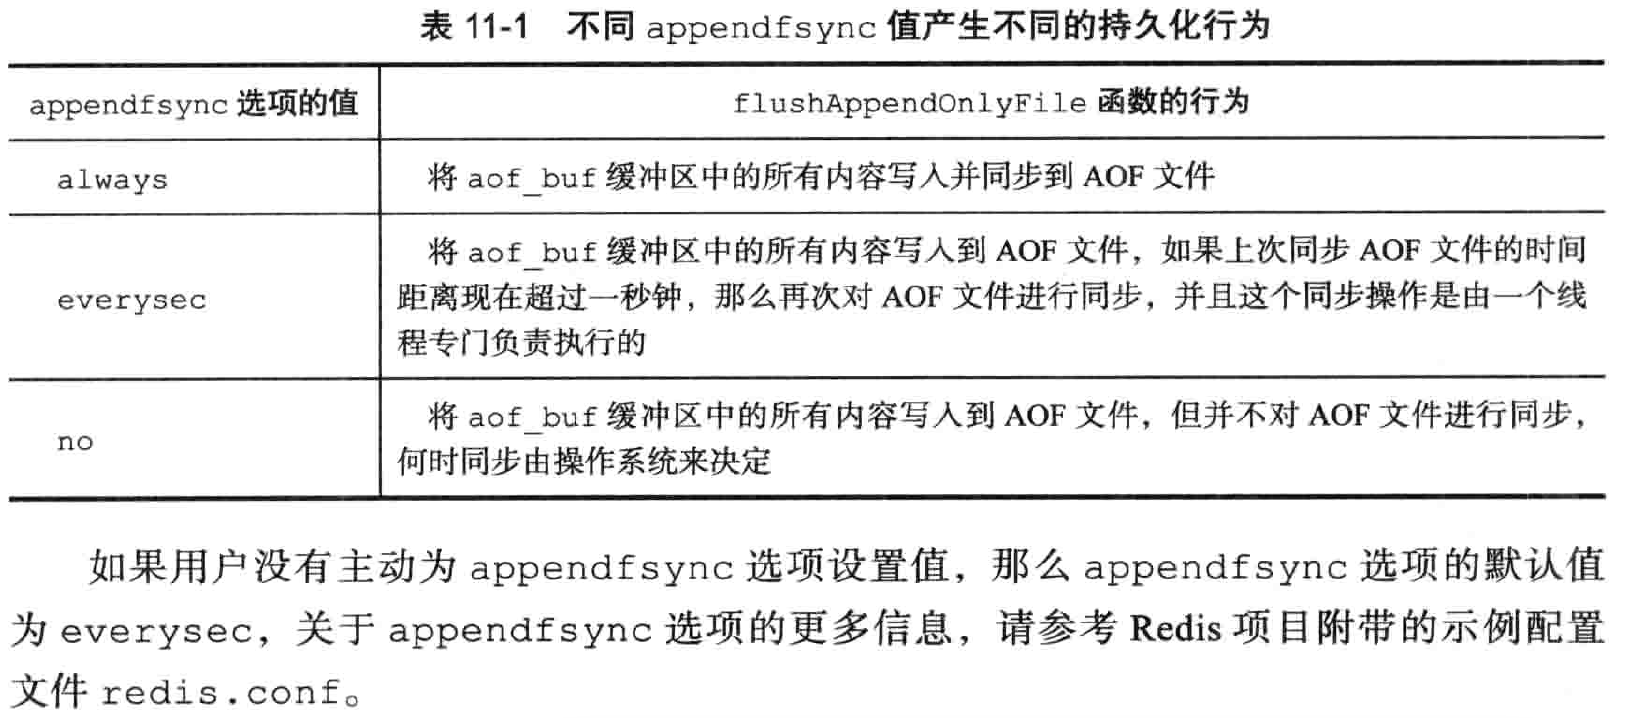 表 11-1 不同 appendfsync 值产生不同的持久化行为
appendfsync 选项的值
flushAppendOnlyFile 函数的行为
always
将 aof_buf 缓冲区中的所有内容写入并同步到 AOF 文件
everysec
将 aof_buf 缓冲区中的所有内容写入到 AOF 文件，如果上次同步 AOF 文件的时间
距离现在超过一秒钟，那么再次对 AOF 文件进行同步，并且这个同步操作是由一个线
程专门负责执行的
no
将 aof_buf 缓冲区中的所有内容写入到 AOF 文件，但并不对 AOF 文件进行同步，
何时同步由操作系统来决定
如果用户没有主动为 appendfsync 选项设置值，那么 appendfsync 选项的默认值
为 everysec，关于 appendfsync 选项的更多信息，请参考 Redis 项目附带的示例配置
文件 redis.conf。